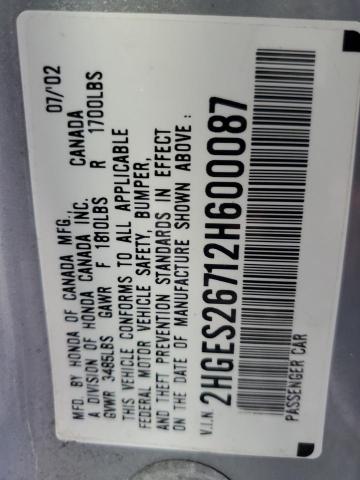 MFD. BY HONDA OF CANADA MFG., CANADA 07/'02
A DIVISION OF HONDA CANADA INC.
GVWR 3485LBS GAWR F 1810LBS R 1700LBS
THIS VEHICLE CONFORMS TO ALL APPLICABLE
FEDERAL MOTOR VEHICLE SAFETY, BUMPER,
AND THEFT PREVENTION STANDARDS IN EFFECT
ON THE DATE OF MANUFACTURE SHOWN ABOVE:
V.I.N 2HGES26712H600087
PASSENGER CAR